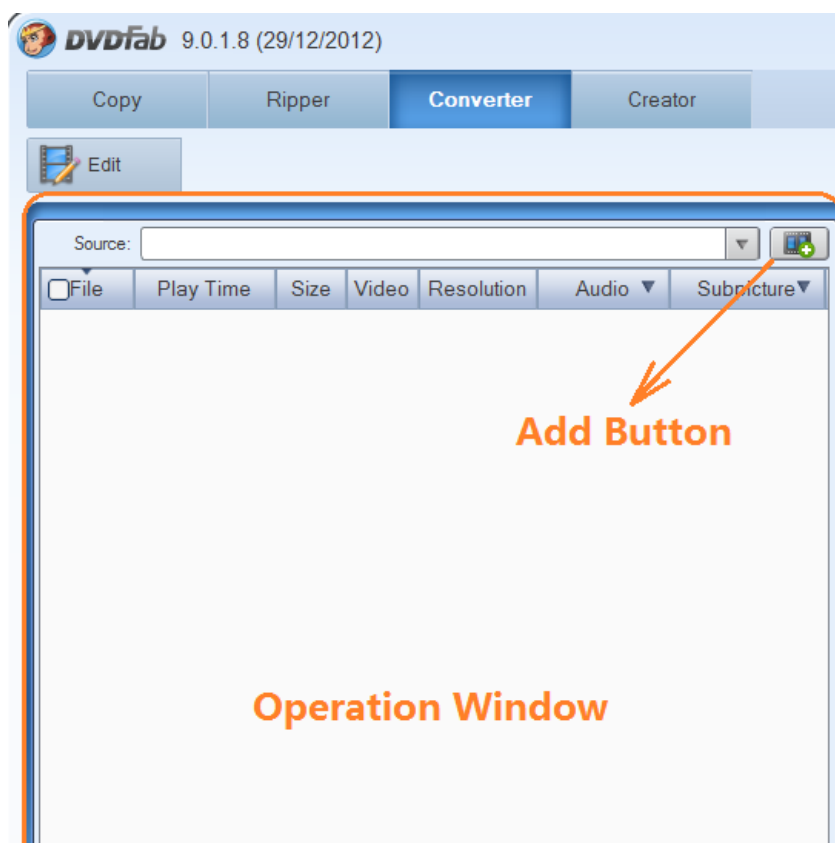 DVDFab 9.0.1.8 (29/12/2012)
Copy Ripper Converter Creator
Edit
Source:
File Play Time Size Video Resolution Audio Subpicture
Add Button
Operation Window